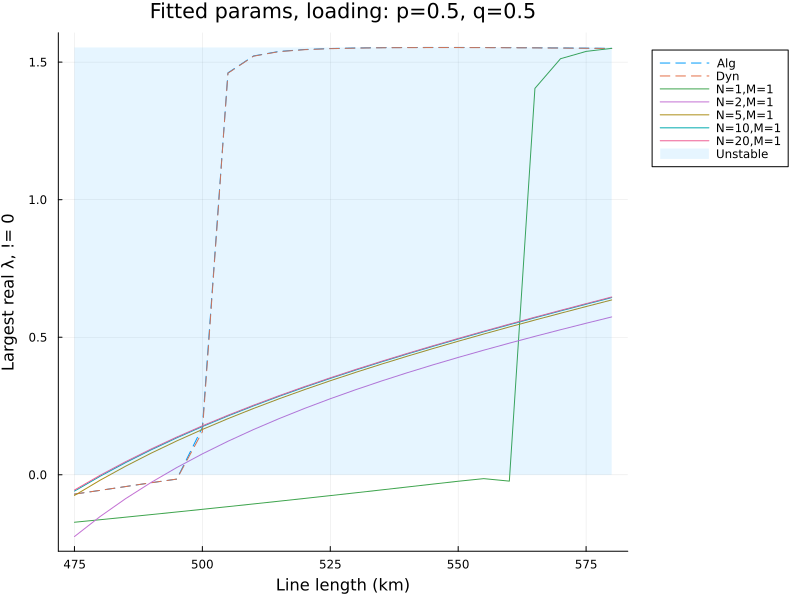 Fitted params, loading: p=0.5, q=0.5
Largest real λ, != 0
1.5
1.0
0.5
0.0
475
500
525
550
575
Line length (km)
Alg
Dyn
N=1,M=1
N=2,M=1
N=5,M=1
N=10,M=1
N=20,M=1
Unstable